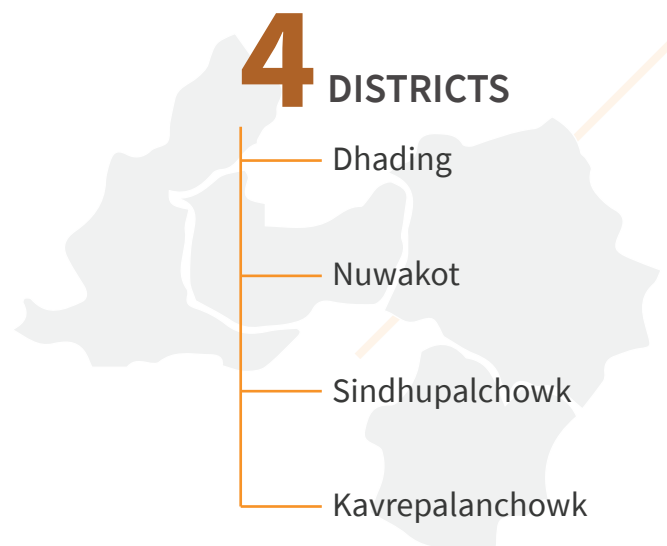 4 DISTRICTS
Dhading
Nuwakot
Sindhupalchowk
Kavrepalanchowk